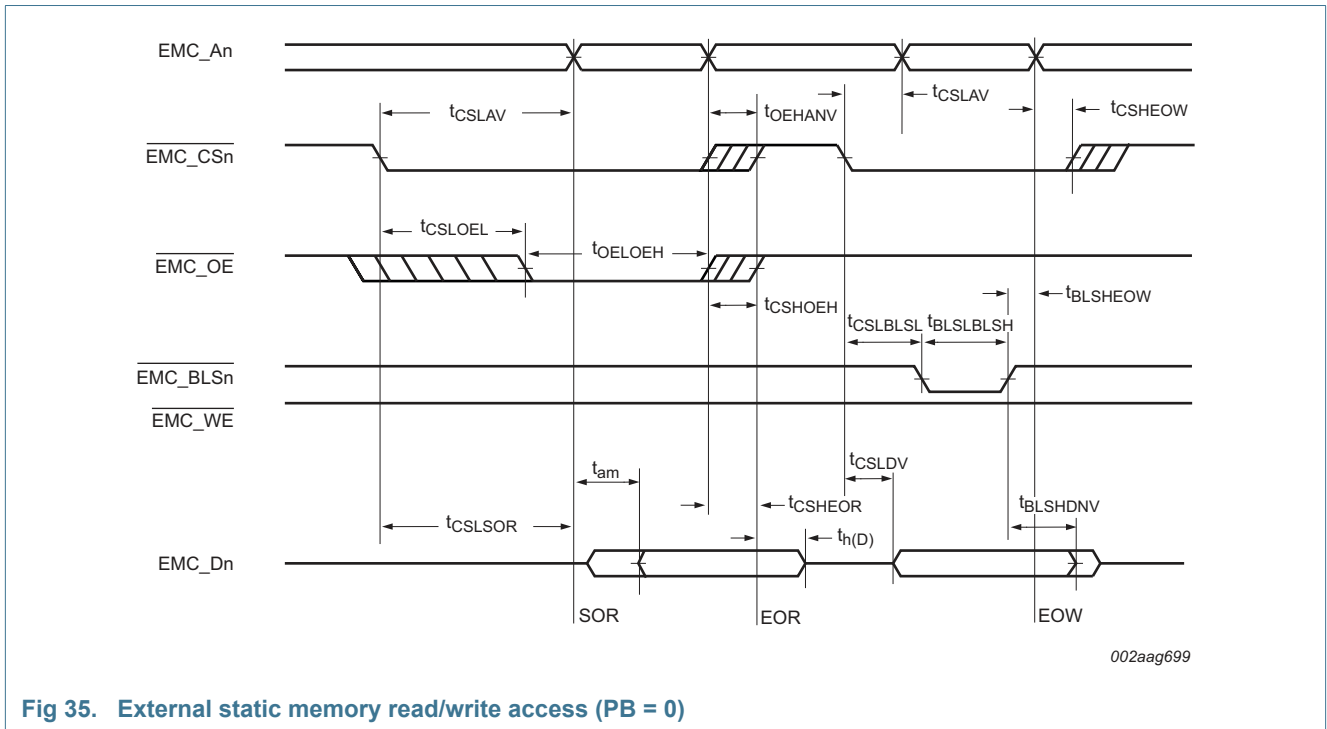 EMC_An
tCSLAV
tOEHANV
tCSLAV
tCSHEOW
EMC_CSn
tCSLOEL
tOELOEH
EMC_OE
tCSHOEH
tBLSHEOW
tCSLBLSL
tBLSLBLSH
EMC_BLSn
EMC_WE
tam
tCSLDV
tCSLSOR
tCSHEOR
tBLSHDNV
th(D)
EMC_Dn
SOR
EOR
EOW
002aag699
Fig 35. External static memory read/write access (PB = 0)